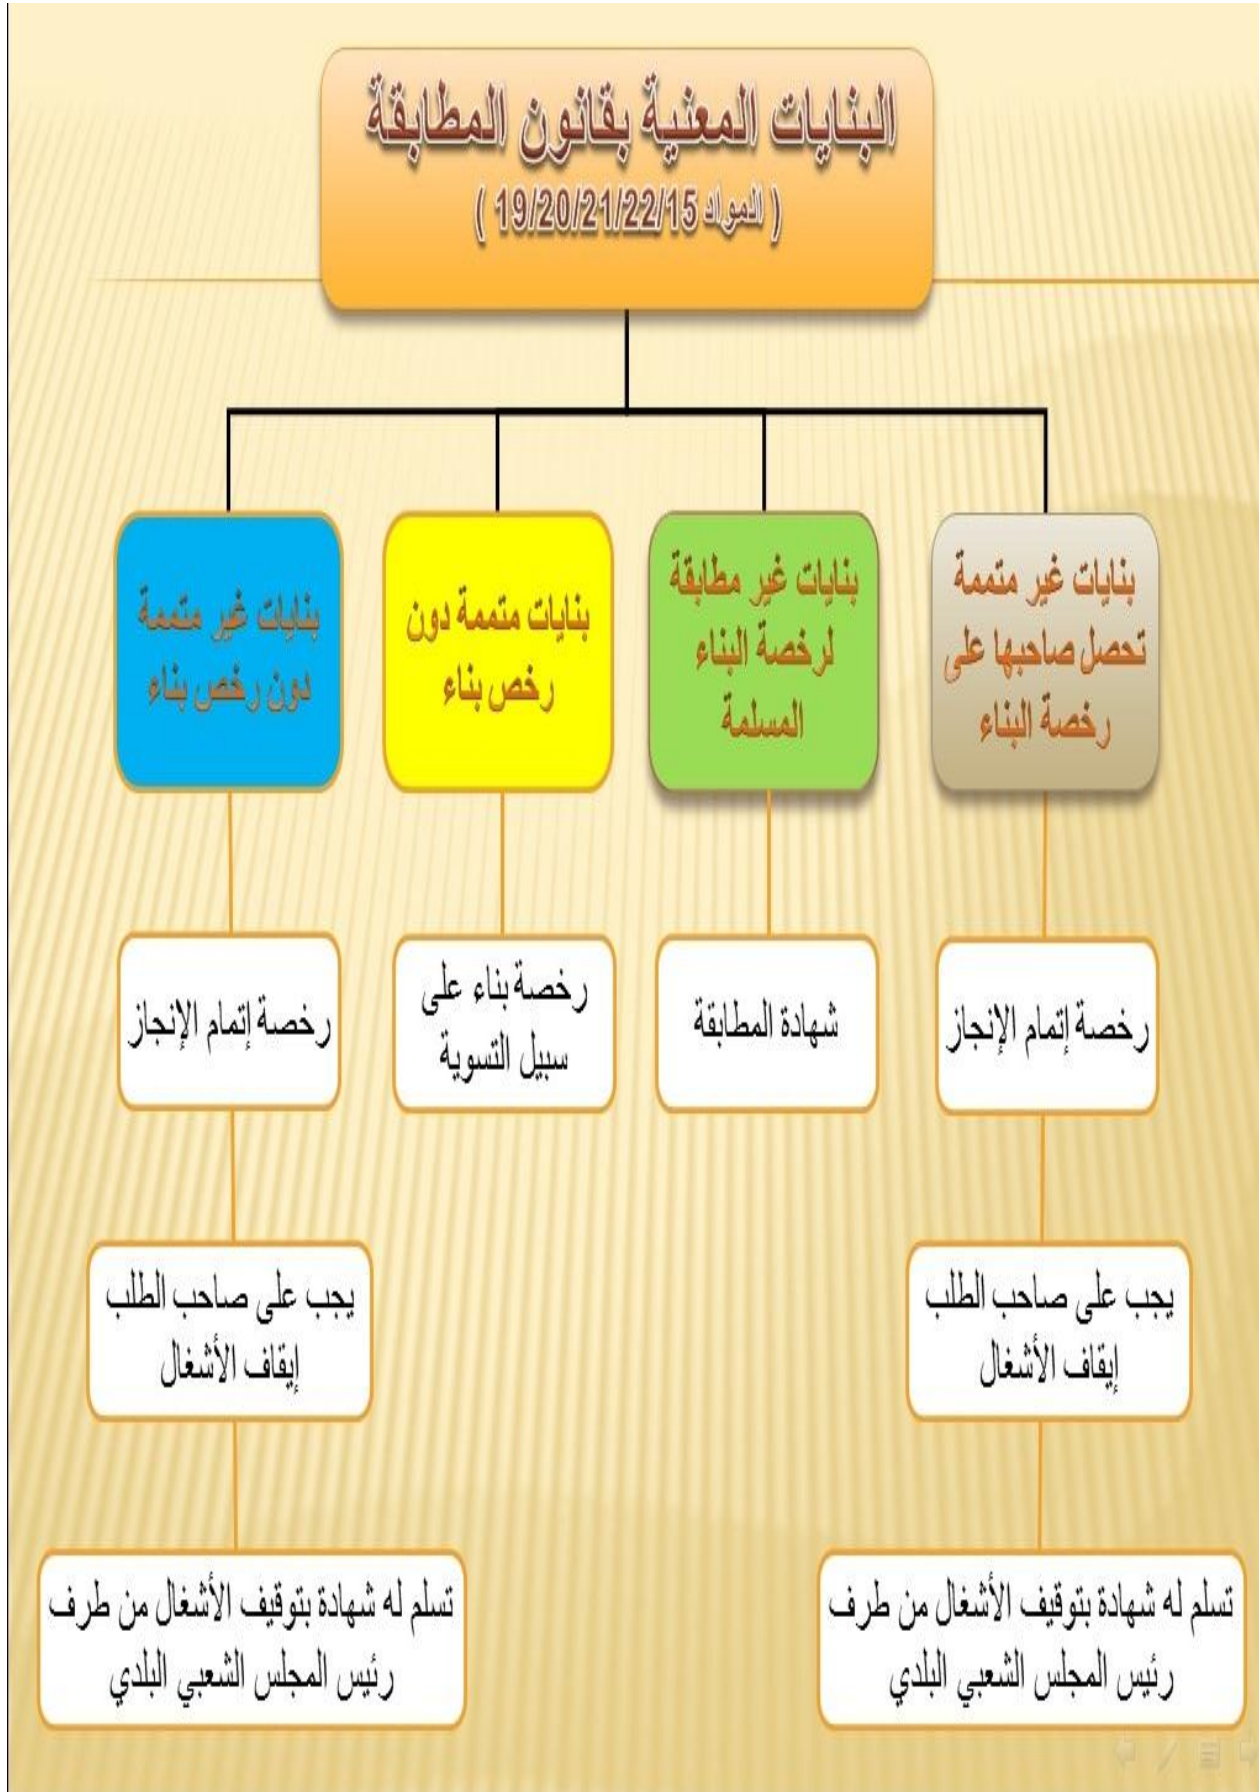 البنايات المعنية بقانون المطابقة
( المواد 19/20/21/22/15 )
بنايات غير متممة
تحصل صاحبها على
رخصة البناء
بنايات غير مطابقة
لرخصة البناء
المسلمة
بنايات متممة دون
رخص بناء
بنايات غير متممة
دون رخص بناء
رخصة إتمام الإنجاز
شهادة المطابقة
رخصة بناء على
سبيل التسوية
رخصة إتمام الإنجاز
يجب على صاحب الطلب
إيقاف الأشغال
يجب على صاحب الطلب
إيقاف الأشغال
تسلم له شهادة بتوقيف الأشغال من طرف
رئيس المجلس الشعبي البلدي
تسلم له شهادة بتوقيف الأشغال من طرف
رئيس المجلس الشعبي البلدي